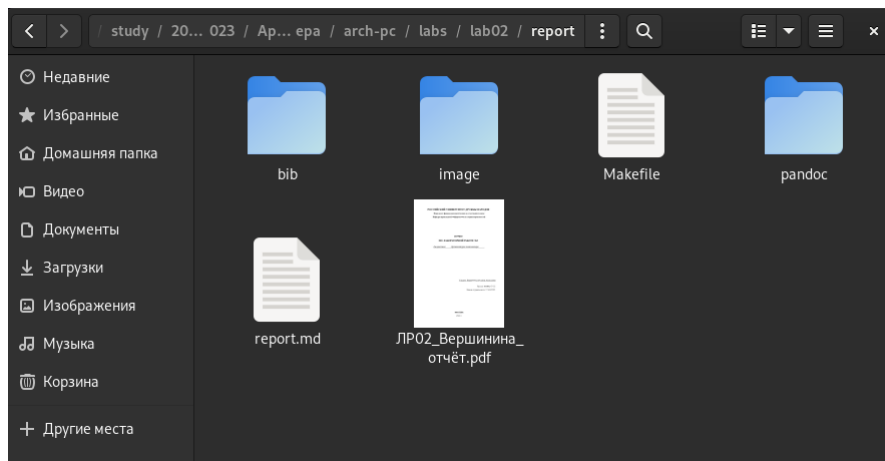 / study / 20... 023 / Ap... epa / arch-pc / labs / lab02 / report
Недавние
Избранные
Домашняя папка
Видео
Документы
Загрузки
Изображения
Музыка
Корзина
Другие места
bib
image
Makefile
pandoc
report.md
ЛР02_Вершинина_
отчёт.pdf